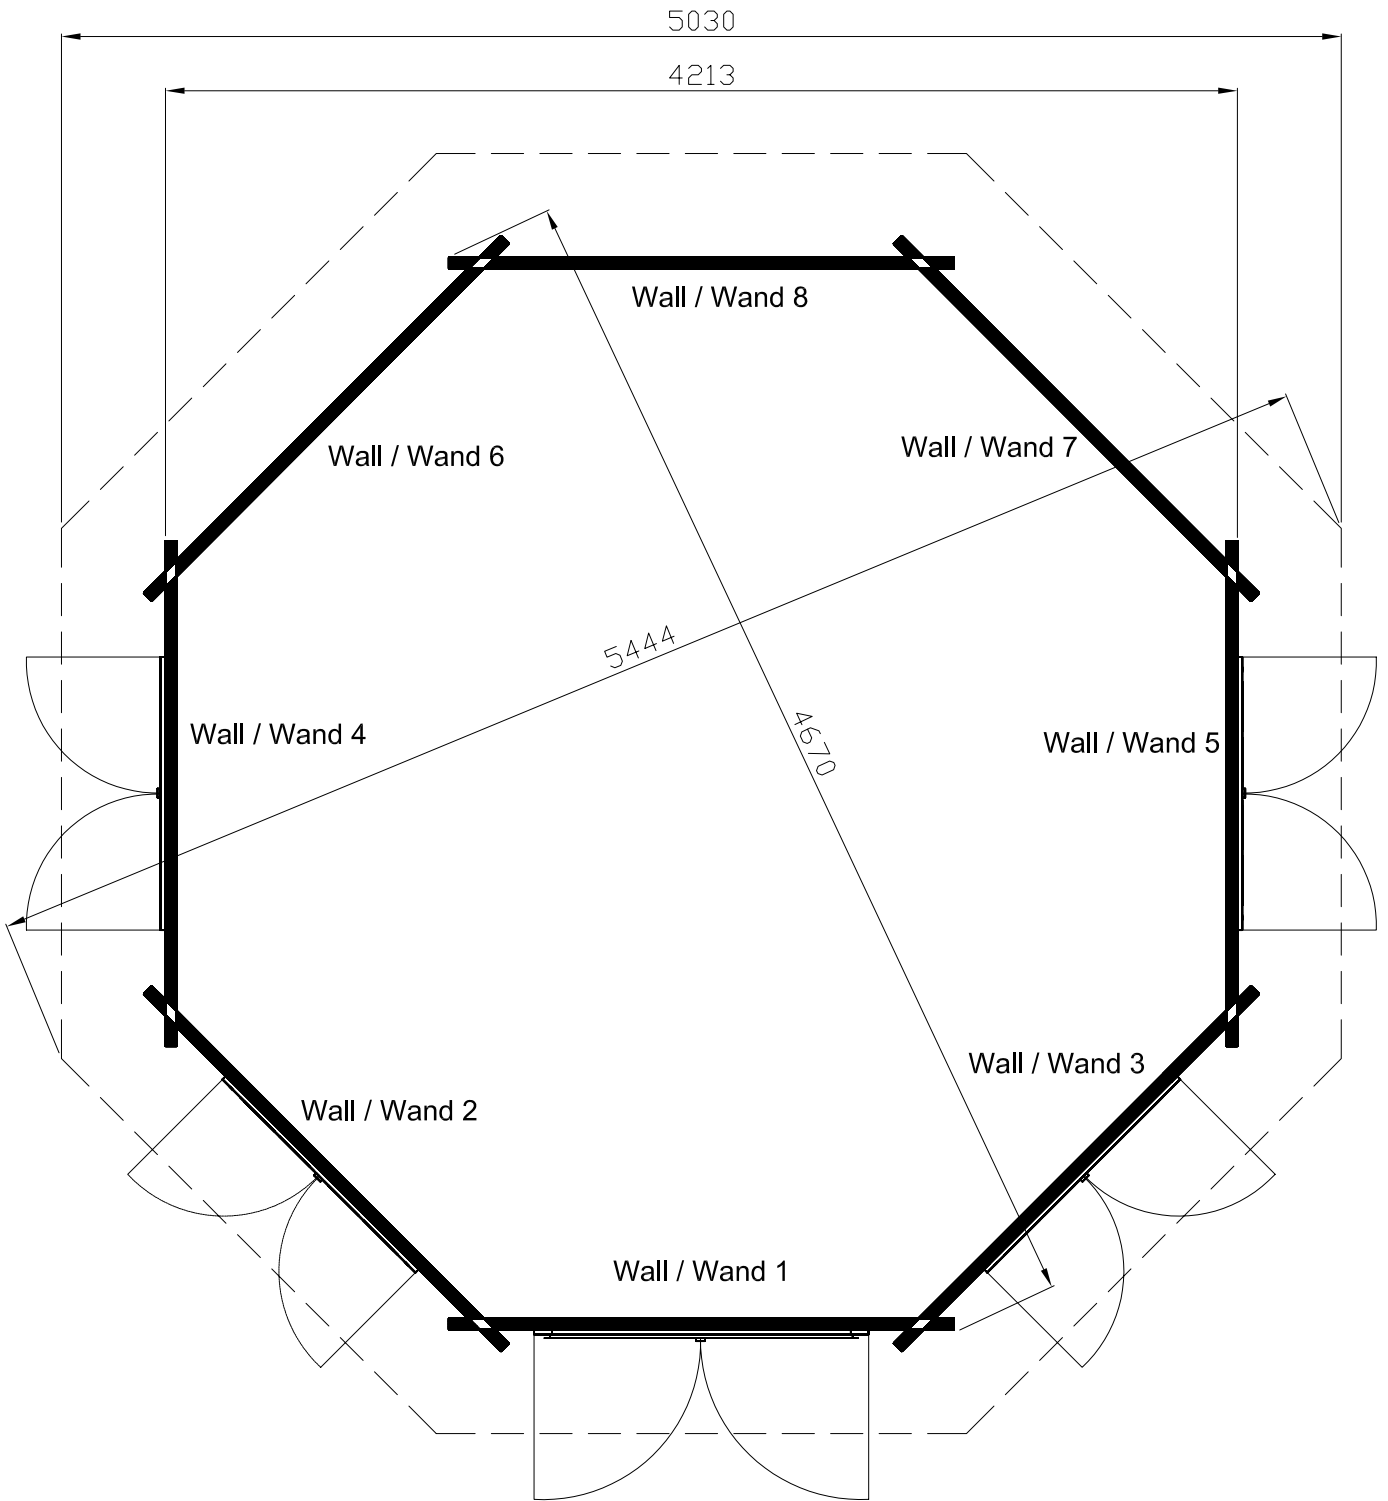 5030
4213
Wall / Wand 8
Wall / Wand 7
Wall / Wand 6
5444
4670
Wall / Wand 4
Wall / Wand 5
Wall / Wand 3
Wall / Wand 2
Wall / Wand 1